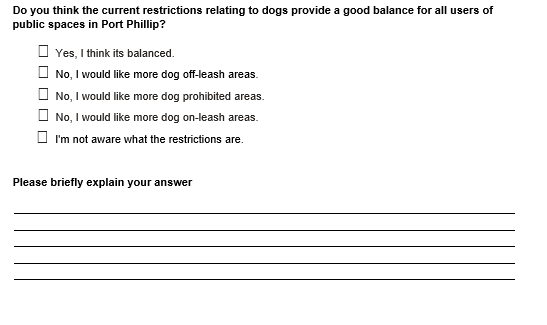 Do you think the current restrictions relating to dogs provide a good balance for all users of
public spaces in Port Phillip?
Yes, I think its balanced.
No, I would like more dog off-leash areas.
No, I would like more dog prohibited areas.
No, I would like more dog on-leash areas.
I'm not aware what the restrictions are.
Please briefly explain your answer